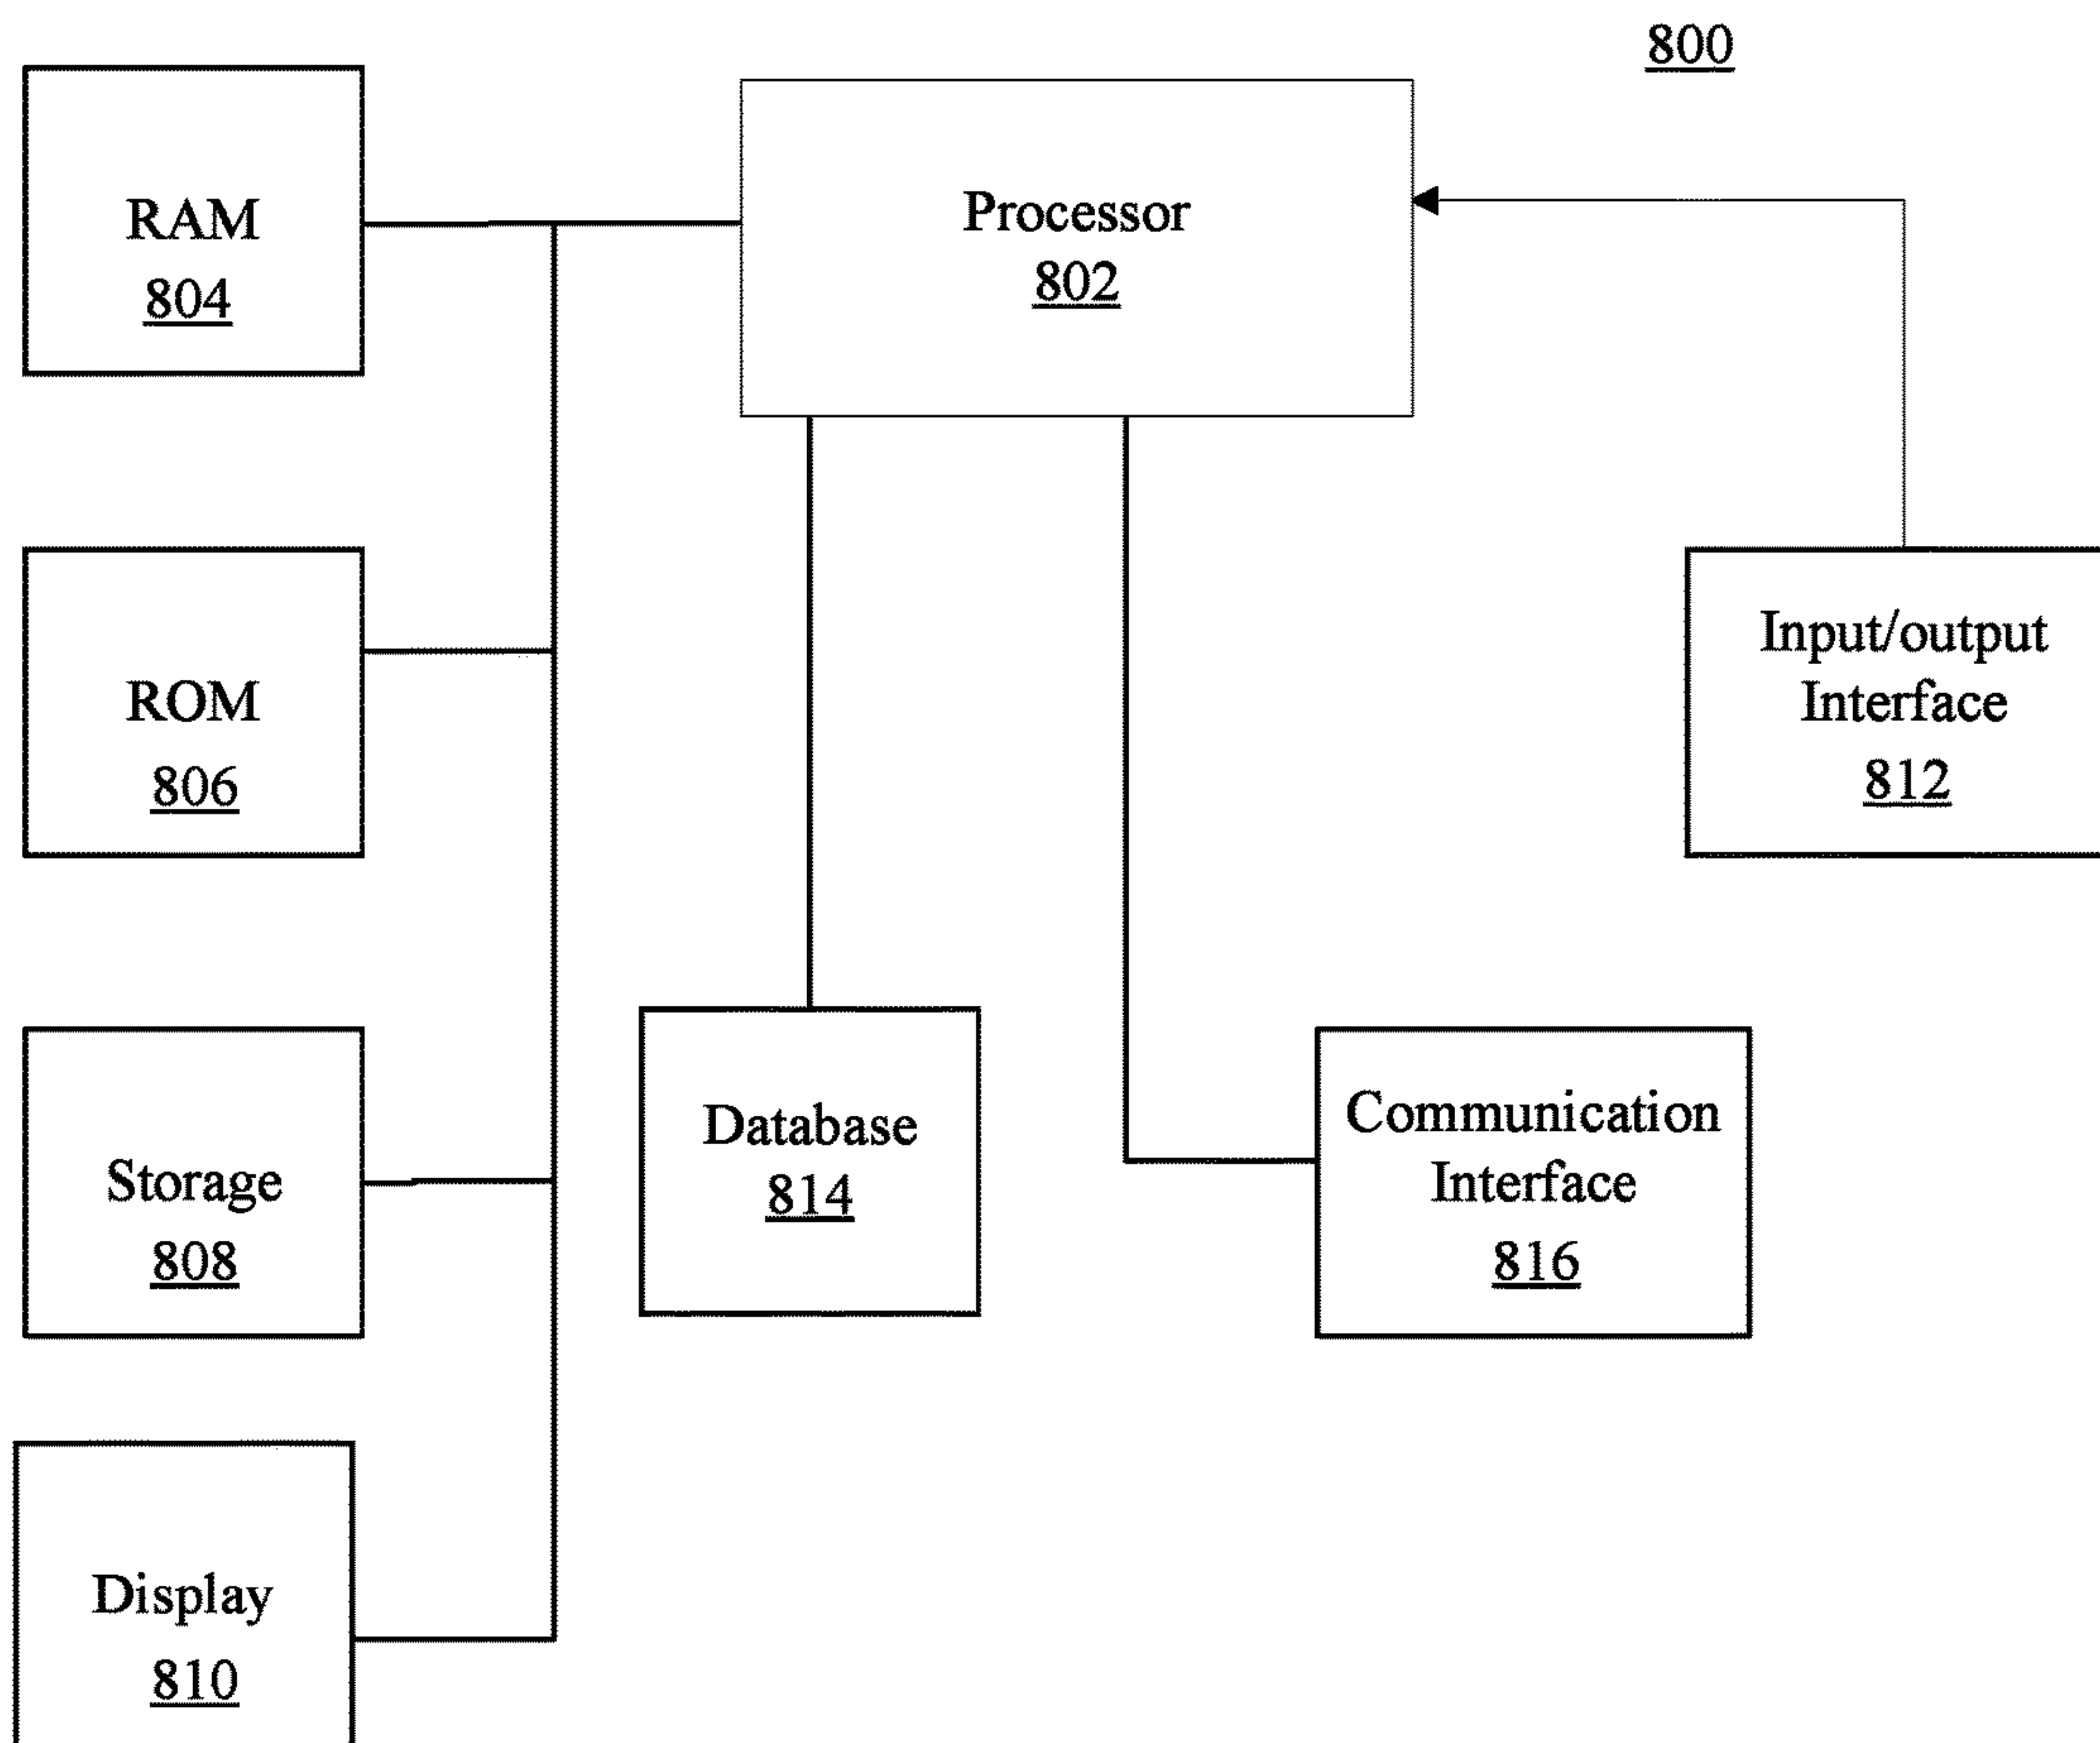 800
RAM
804
Processor
802
ROM
806
Input/output
Interface
812
Storage
808
Database
814
Communication
Interface
816
Display
810